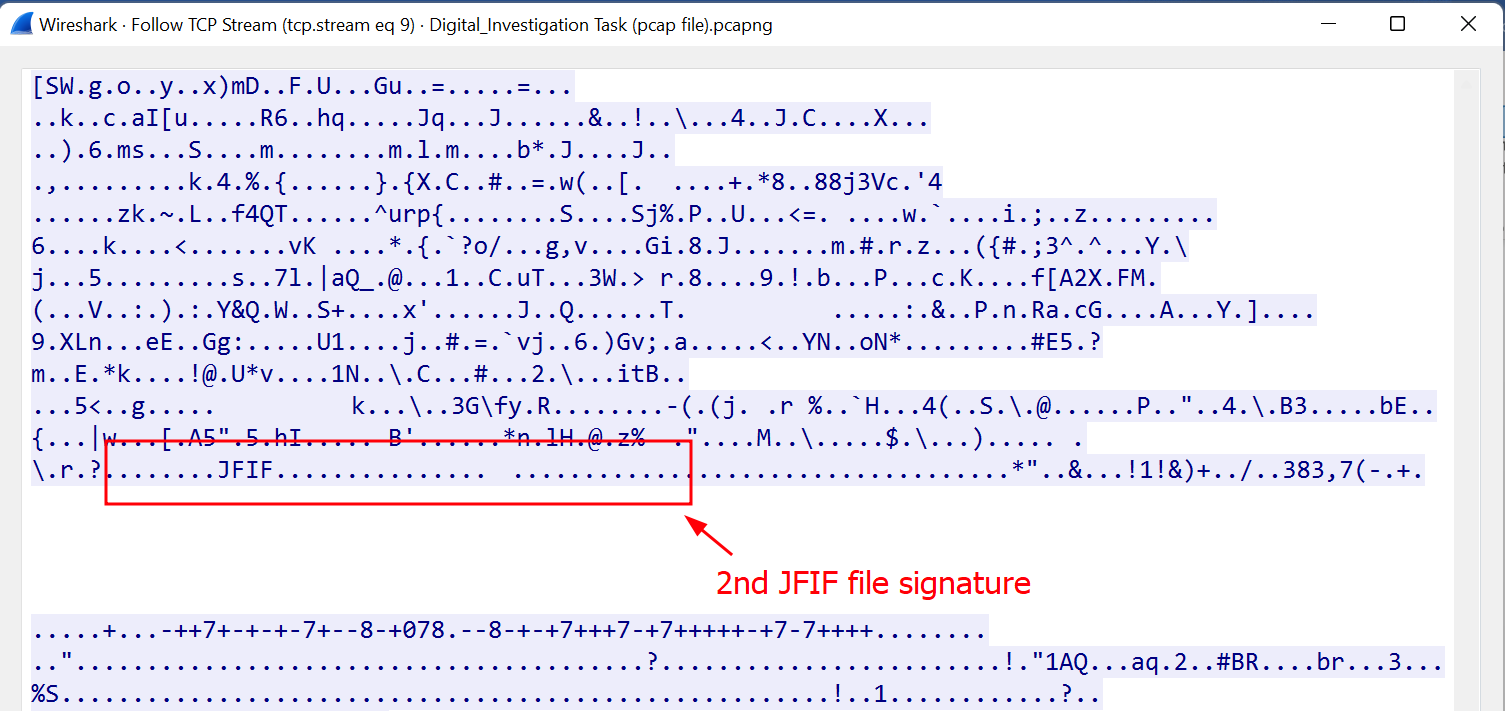 Wireshark · Follow TCP Stream (tcp.stream eq 9) · Digital_Investigation Task (pcap file).pcapng
[SW.g.o..y..x)mD..F.U...Gu..=.....=...
..k..c.aI[u.....R6..hq.....Jq...J......&..!..\...4..J.C....X...
..).6.ms...S....m........m.l.m....b*.J....J..
.,.........k.4.%.{......}.{X.C..#..=.w(..[.  ....+.*8..88j3Vc.'4
......zk.~.L..f4QT......^urp{........S....Sj%.P..U...<=. ....w.`....i.;..z.........
6....k....<.......vK ....*.{.`?o/...g,v....Gi.8.J.......m.#.r.z...({#.;3^.^...Y.\
j...5.........s..7l.|aQ_.@...1..C.uT...3W.> r.8....9.!.b...P...c.K....f[A2X.FM.
(...V..:.).:.Y&Q.W..S+....x'......J..Q......T.          .....:.&..P.n.Ra.cG....A...Y.]....
9.XLn...eE..Gg:.....U1....j..#.=.`vj..6.)Gv;.a.....<..YN..oN*.........#E5.?
m..E.*k....!@.U*v....1N..\.C...#...2.\...itB..
...5<..g.....          k...\..3G\fy.R........-(.(j. .r %..`H...4(..S.\.@......P.."..4.\.B3.....bE..
{...|w...[.A5".5.hI..... B'......*n.lH.@.z% ."....M..\.....$.\...)..... .
\.r.?........JFIF...............  ....................................*"..&...!1!&)+../..383,7(-.+.
2nd JFIF file signature
.....+...-++7+-+-+-7+--8-+078.--8-+-+7+++7-+7+++++-+7-7++++........
..".........................................?.........................!."1AQ...aq.2..#BR....br...3...
%S.......................................................!..1............?..